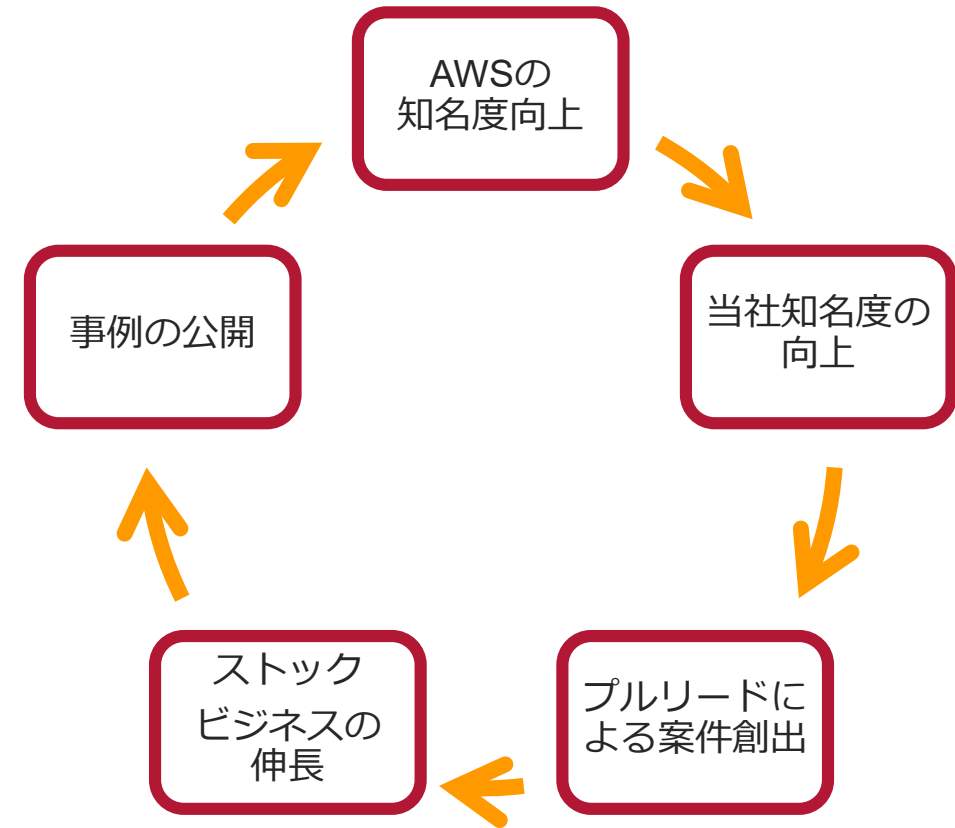 AWSの
知名度向上
当社知名度の
向上
プルリードに
よる案件創出
ストック
ビジネスの
伸長
事例の公開